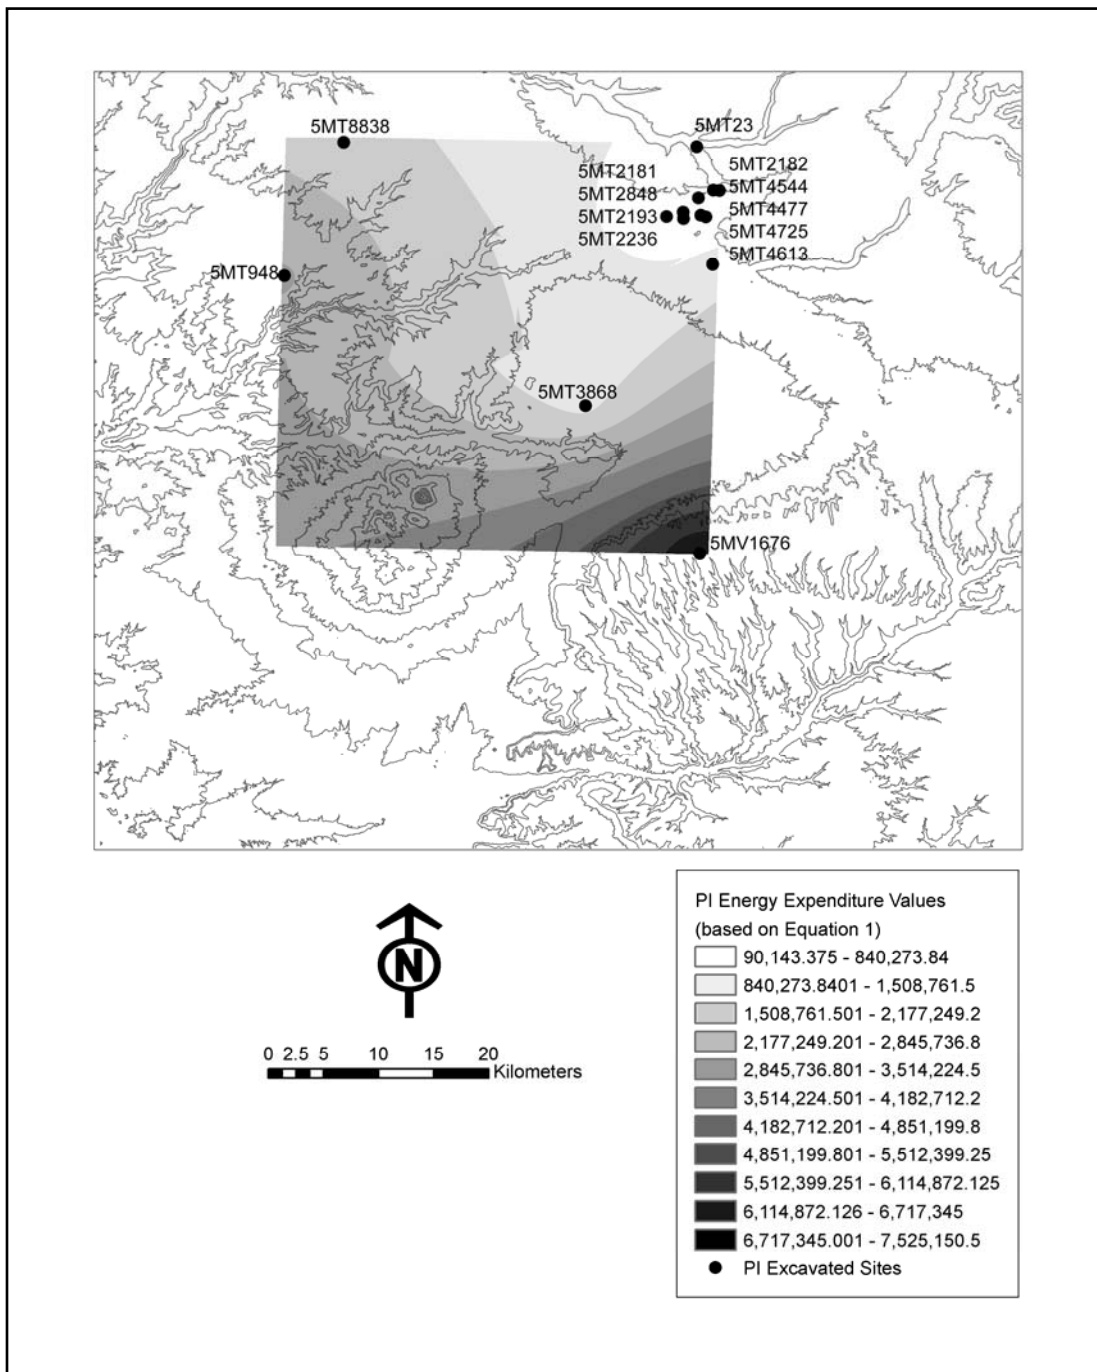 5MT8838
5MT23
5MT2181
5MT2182
5MT2848
5MT4544
5MT2193
5MT4477
5MT2236
5MT4725
5MT4613
5MT948
5MT3868
5MV1676
N
0 2.5 5 10 15 20
Kilometers
PI Energy Expenditure Values
(based on Equation 1)
90,143.375 - 840,273.84
840,273.8401 - 1,508,761.5
1,508,761.501 - 2,177,249.2
2,177,249.201 - 2,845,736.8
2,845,736.801 - 3,514,224.5
3,514,224.501 - 4,182,712.2
4,182,712.201 - 4,851,199.8
4,851,199.801 - 5,512,399.25
5,512,399.251 - 6,114,872.125
6,114,872.126 - 6,717,345
6,717,345.001 - 7,525,150.5
PI Excavated Sites